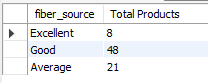 fiber_source Total Products
Excellent 8
Good 48
Average 21